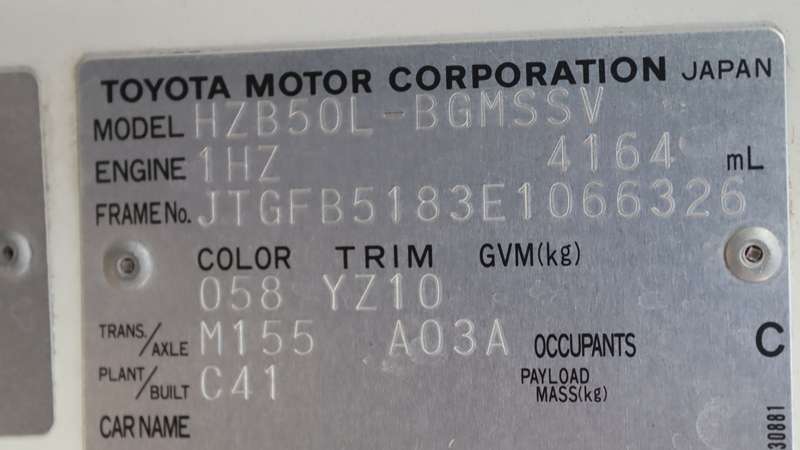 TOYOTA MOTOR CORPORATION JAPAN
MODEL HZB50L-BGMSSV
ENGINE 1HZ 4164 mL
FRAME No. JTGFB5183E1066326
COLOR TRIM GVM(kg)
058 YZ10
TRANS./AXLE M155 A03A OCCUPANTS C
PLANT/BUILT C41 PAYLOAD MASS(kg)
CAR NAME
30881